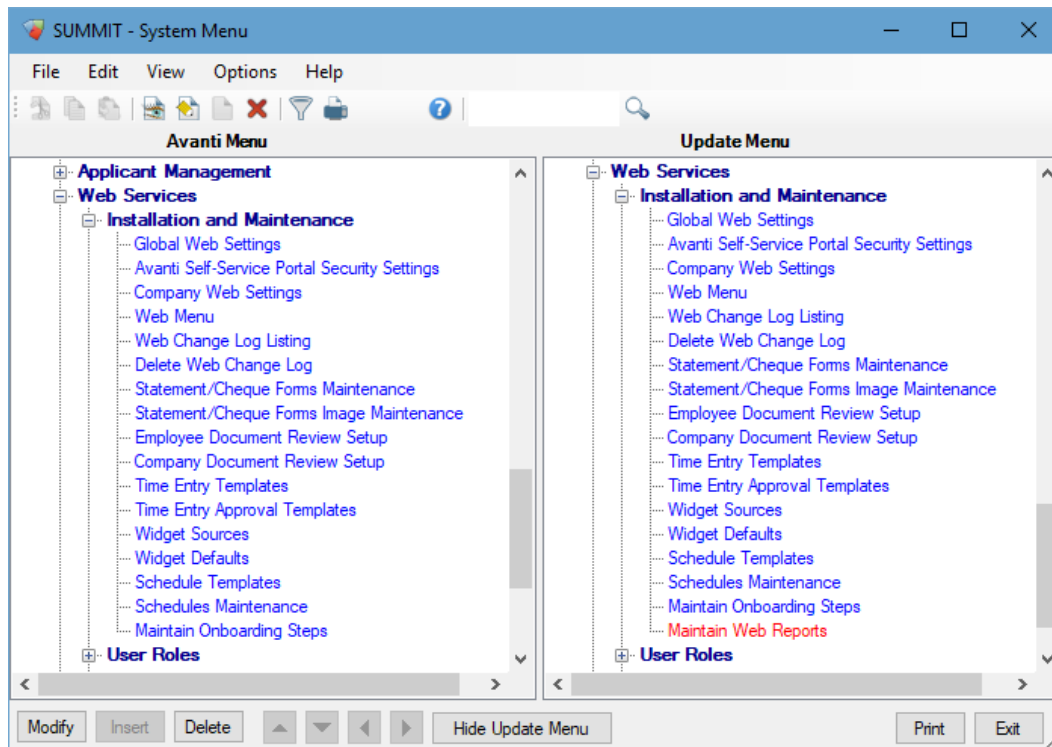 SUMMIT - System Menu
File Edit View Options Help
Avanti Menu
Applicant Management
Web Services
Installation and Maintenance
Global Web Settings
Avanti Self-Service Portal Security Settings
Company Web Settings
Web Menu
Web Change Log Listing
Delete Web Change Log
Statement/Cheque Forms Maintenance
Statement/Cheque Forms Image Maintenance
Employee Document Review Setup
Company Document Review Setup
Time Entry Templates
Time Entry Approval Templates
Widget Sources
Widget Defaults
Schedule Templates
Schedules Maintenance
Maintain Onboarding Steps
User Roles
Update Menu
Web Services
Installation and Maintenance
Global Web Settings
Avanti Self-Service Portal Security Settings
Company Web Settings
Web Menu
Web Change Log Listing
Delete Web Change Log
Statement/Cheque Forms Maintenance
Statement/Cheque Forms Image Maintenance
Employee Document Review Setup
Company Document Review Setup
Time Entry Templates
Time Entry Approval Templates
Widget Sources
Widget Defaults
Schedule Templates
Schedules Maintenance
Maintain Onboarding Steps
Maintain Web Reports
User Roles
Modify Insert Delete Hide Update Menu Print Exit